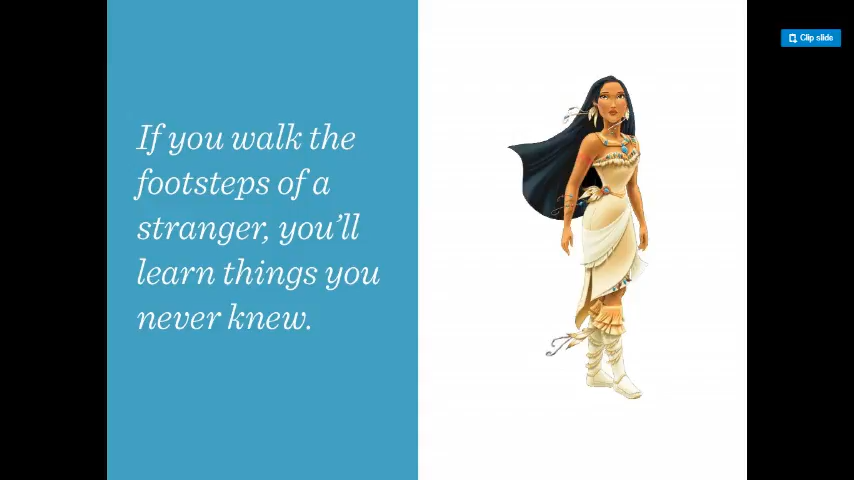 If you walk the
footsteps of a
stranger, you’ll
learn things you
never knew.
Clip slide